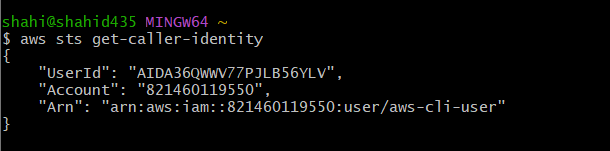 shahi@shahid435 MINGW64 ~
$ aws sts get-caller-identity
{
    "UserId": "AIDA36QWWV77PJLB56YLV",
    "Account": "821460119550",
    "Arn": "arn:aws:iam::821460119550:user/aws-cli-user"
}